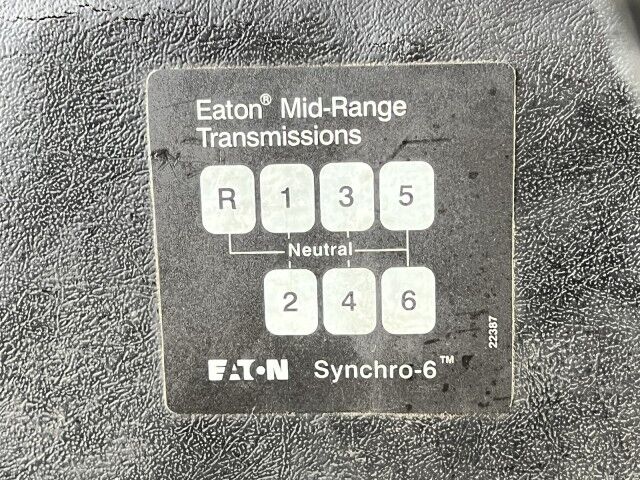 Eaton® Mid-Range
Transmissions
R 1 3 5
Neutral
2 4 6
22387
EATON Synchro-6™